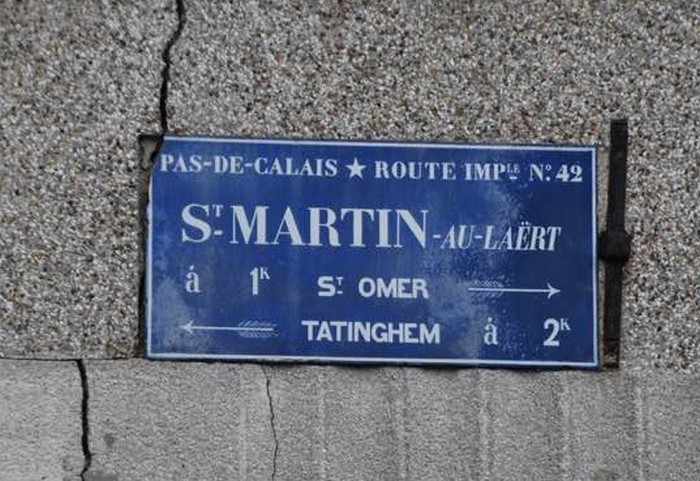 PAS-DE-CALAIS ★ ROUTE IMPLE No. 42
ST MARTIN-AU-LAËRT
á 1K ST OMER →
← TATINGHEM á 2K